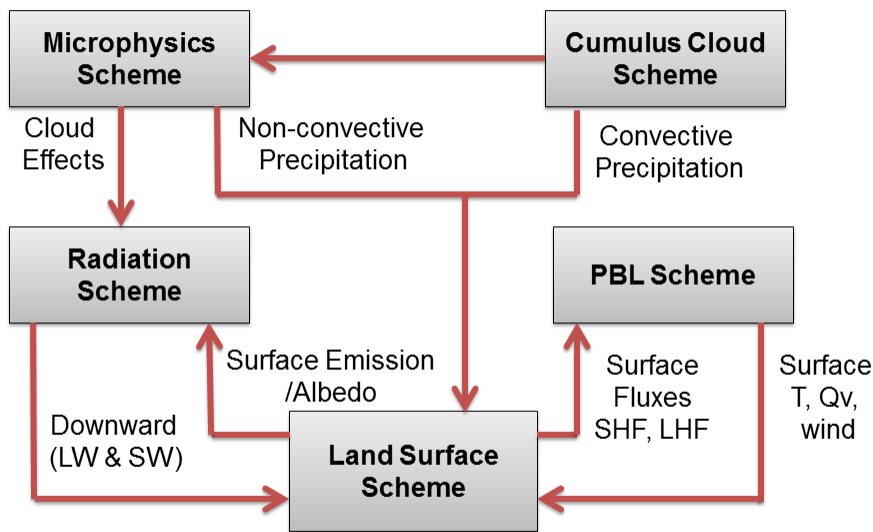 Microphysics
Scheme
Cumulus Cloud
Scheme
Cloud
Effects
Non-convective
Precipitation
Convective
Precipitation
Radiation
Scheme
PBL Scheme
Surface Emission
/Albedo
Surface
Fluxes
SHF, LHF
Surface
T, Qv,
wind
Downward
(LW & SW)
Land Surface
Scheme